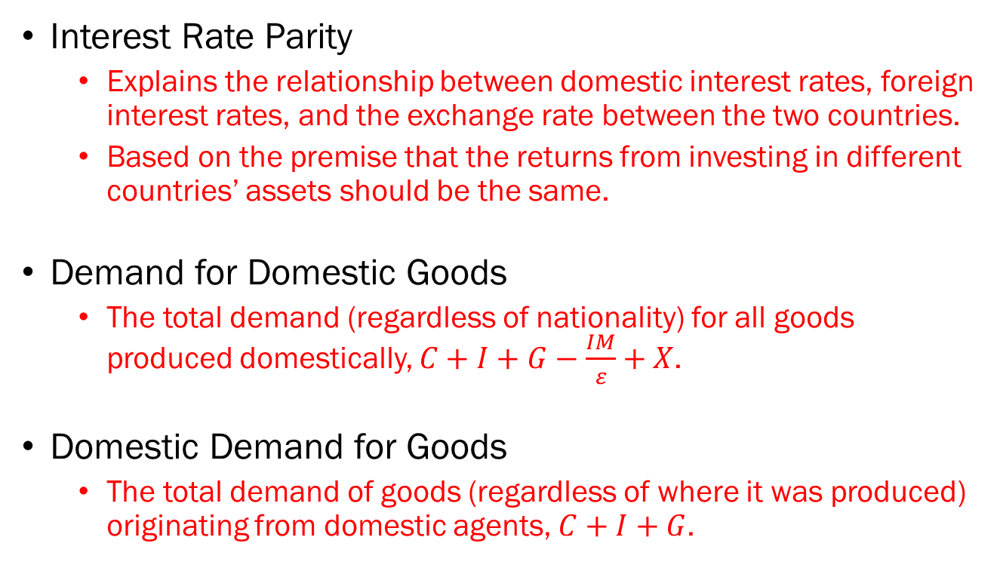 • Interest Rate Parity
• Explains the relationship between domestic interest rates, foreign
interest rates, and the exchange rate between the two countries.
• Based on the premise that the returns from investing in different
countries’ assets should be the same.
• Demand for Domestic Goods
• The total demand (regardless of nationality) for all goods
produced domestically, C + I + G − IM/ε + X.
• Domestic Demand for Goods
• The total demand of goods (regardless of where it was produced)
originating from domestic agents, C + I + G.